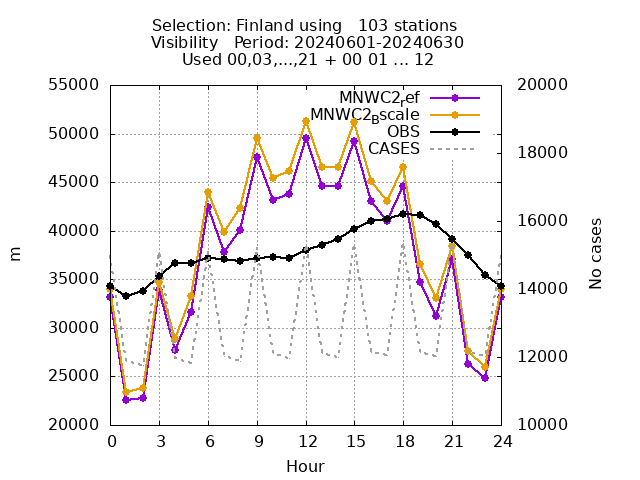 Selection: Finland using   103 stations
Visibility   Period: 20240601-20240630
Used 00,03,...,21 + 00 01 ... 12
55000
50000
45000
40000
35000
30000
25000
20000
20000
18000
16000
14000
12000
10000
MNWC2ref
MNWC2Bscale
OBS
CASES
m
No cases
0 3 6 9 12 15 18 21 24
Hour